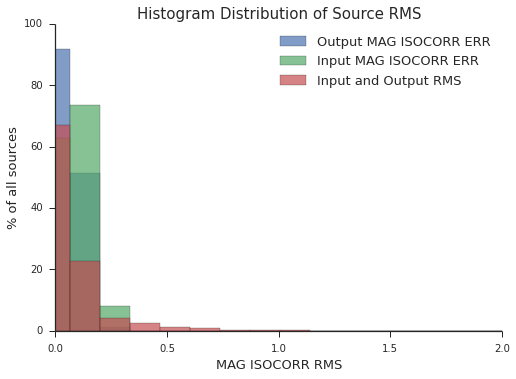 Histogram Distribution of Source RMS
Output MAG ISOCORR ERR
Input MAG ISOCORR ERR
Input and Output RMS
% of all sources
100
80
60
40
20
0
0.0
0.5
1.0
1.5
2.0
MAG ISOCORR RMS